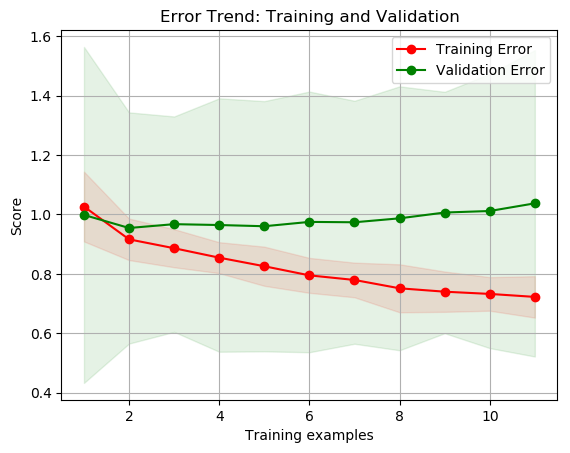 Error Trend: Training and Validation
Training Error
Validation Error
1.6
1.4
1.2
1.0
0.8
0.6
0.4
Score
2
4
6
8
10
Training examples